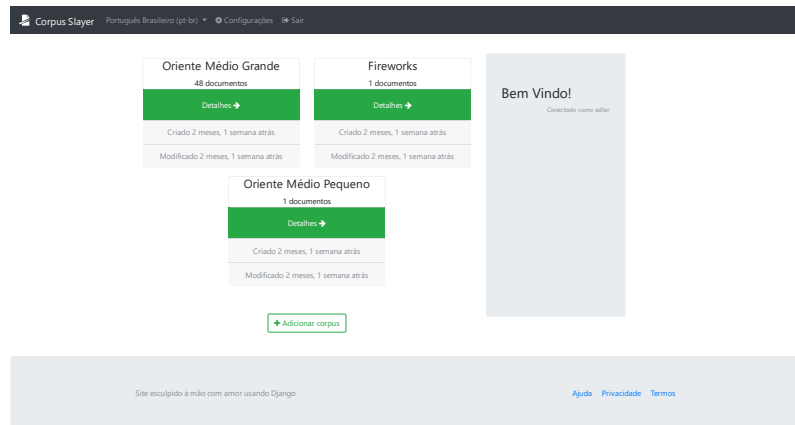 Corpus Slayer Português Brasileiro (pt-br) Configurações Sair
Oriente Médio Grande
48 documentos
Detalhes
Criado 2 meses, 1 semana atrás
Modificado 2 meses, 1 semana atrás
Fireworks
1 documentos
Detalhes
Criado 2 meses, 1 semana atrás
Modificado 2 meses, 1 semana atrás
Oriente Médio Pequeno
1 documentos
Detalhes
Criado 2 meses, 1 semana atrás
Modificado 2 meses, 1 semana atrás
Adicionar corpus
Bem Vindo!
Conectado como adler
Site esculpido à mão com amor usando Django
Ajuda Privacidade Termos